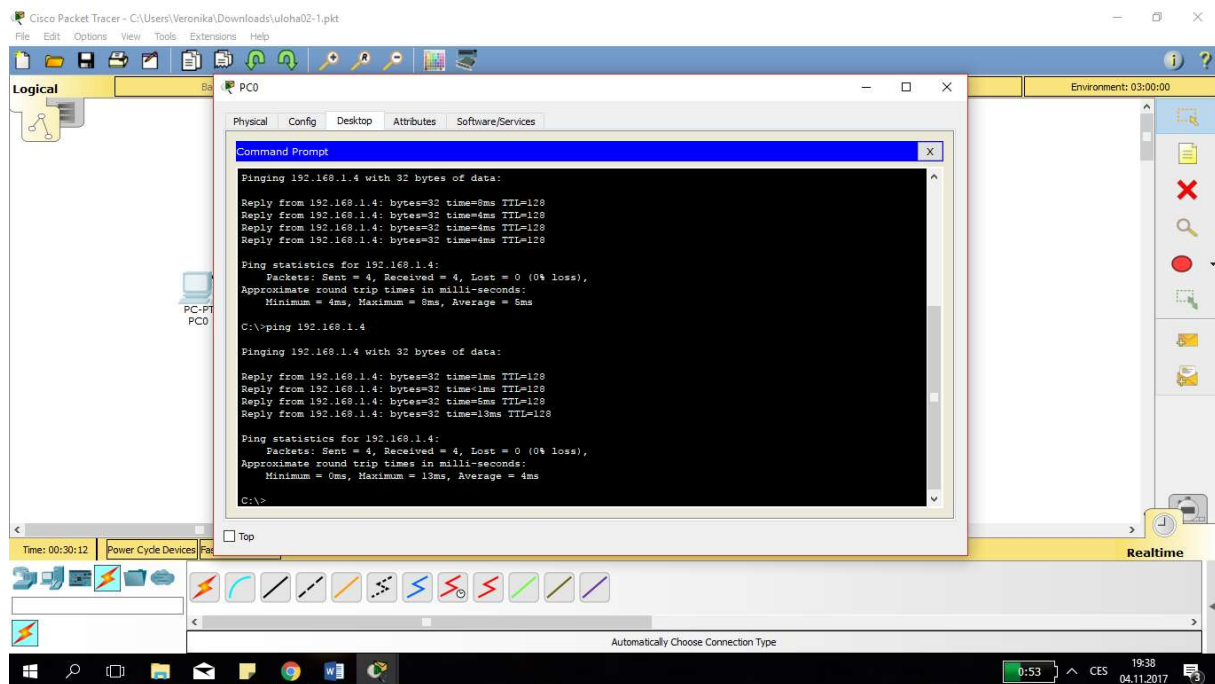 Cisco Packet Tracer - C:\Users\Veronika\Downloads\uloha02-1.pkt
File Edit Options View Tools Extensions Help
Logical
Ba
Environment: 03:00:00
PC0
Physical Config Desktop Attributes Software/Services
Command Prompt
X
Pinging 192.168.1.4 with 32 bytes of data:
Reply from 192.168.1.4: bytes=32 time=8ms TTL=128
Reply from 192.168.1.4: bytes=32 time=4ms TTL=128
Reply from 192.168.1.4: bytes=32 time=4ms TTL=128
Reply from 192.168.1.4: bytes=32 time=4ms TTL=128
Ping statistics for 192.168.1.4:
Packets: Sent = 4, Received = 4, Lost = 0 (0% loss),
Approximate round trip times in milli-seconds:
Minimum = 4ms, Maximum = 8ms, Average = 5ms
C:\>ping 192.168.1.4
Pinging 192.168.1.4 with 32 bytes of data:
Reply from 192.168.1.4: bytes=32 time=1ms TTL=128
Reply from 192.168.1.4: bytes=32 time<1ms TTL=128
Reply from 192.168.1.4: bytes=32 time=5ms TTL=128
Reply from 192.168.1.4: bytes=32 time=13ms TTL=128
Ping statistics for 192.168.1.4:
Packets: Sent = 4, Received = 4, Lost = 0 (0% loss),
Approximate round trip times in milli-seconds:
Minimum = 0ms, Maximum = 13ms, Average = 4ms
C:\>
PC-PT
PC0
Top
Time: 00:30:12 Power Cycle Devices Fas
Realtime
Automatically Choose Connection Type
0:53
CES
19:38
04.11.2017
3